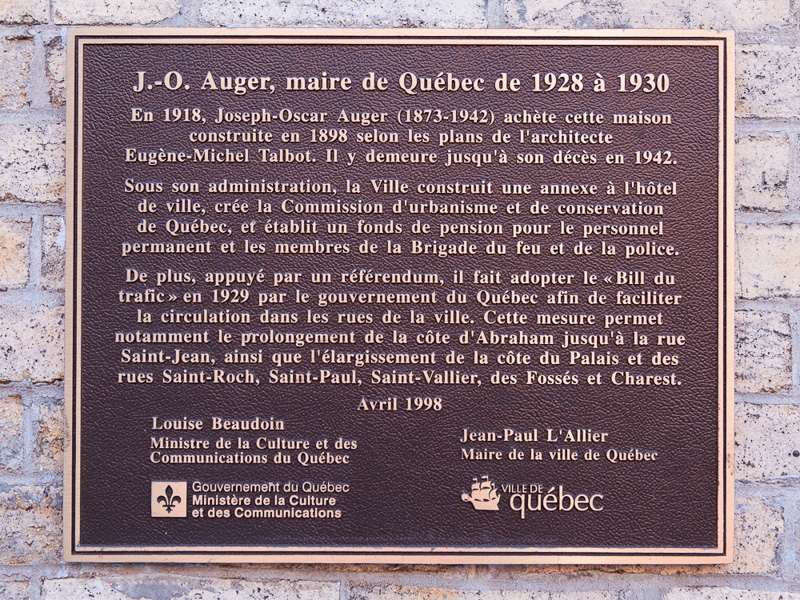 J.-O. Auger, maire de Québec de 1928 à 1930
En 1918, Joseph-Oscar Auger (1873-1942) achète cette maison
construite en 1898 selon les plans de l'architecte
Eugène-Michel Talbot. Il y demeure jusqu'à son décès en 1942.
Sous son administration, la Ville construit une annexe à l'hôtel
de ville, crée la Commission d'urbanisme et de conservation
de Québec, et établit un fonds de pension pour le personnel
permanent et les membres de la Brigade du feu et de la police.
De plus, appuyé par un référendum, il fait adopter le «Bill du
trafic» en 1929 par le gouvernement du Québec afin de faciliter
la circulation dans les rues de la ville. Cette mesure permet
notamment le prolongement de la côte d'Abraham jusqu'à la rue
Saint-Jean, ainsi que l'élargissement de la côte du Palais et des
rues Saint-Roch, Saint-Paul, Saint-Vallier, des Fossés et Charest.
Avril 1998
Louise Beaudoin
Ministre de la Culture et des
Communications du Québec
Jean-Paul L'Allier
Maire de la ville de Québec
Gouvernement du Québec
Ministère de la Culture
et des Communications
VILLE DE
québec